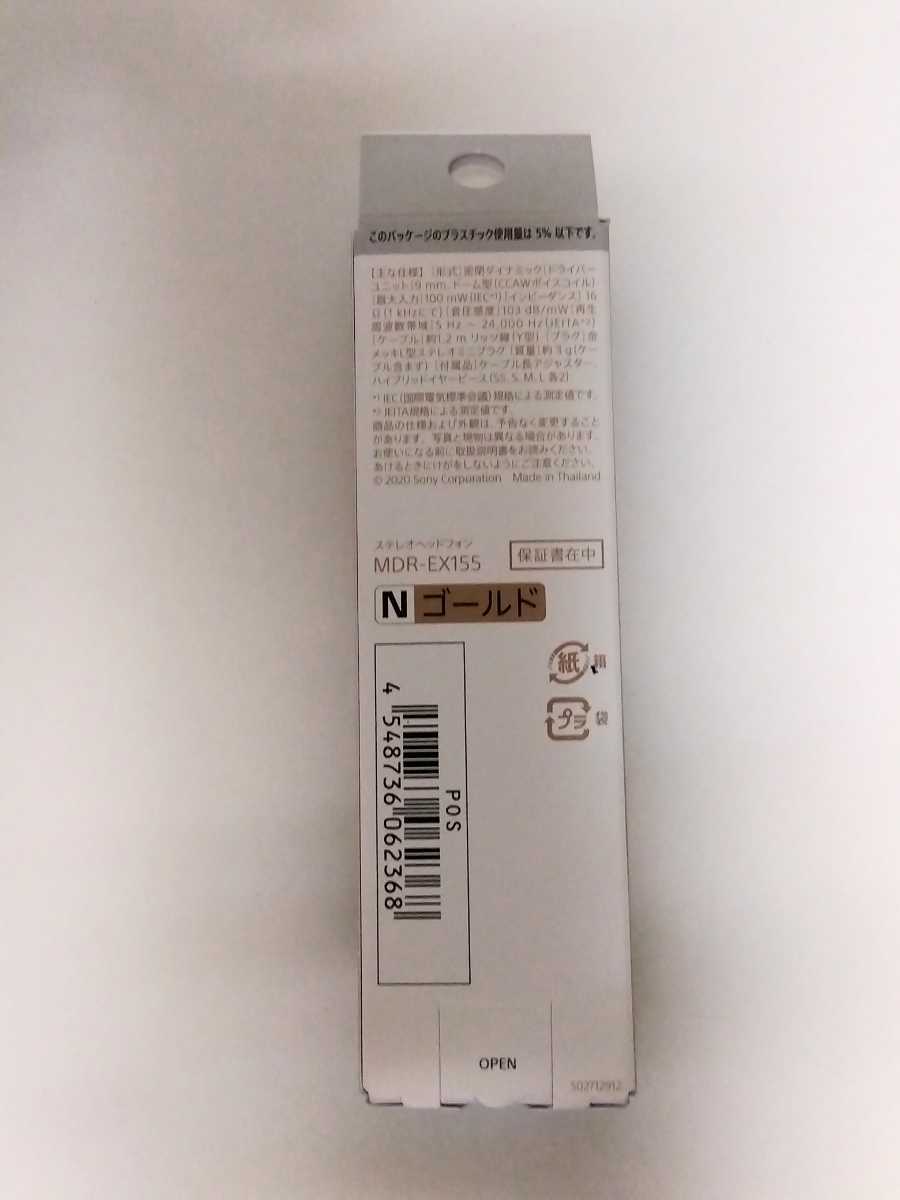 このパッケージのプラスチック使用量は 5% 以下です。
【主な仕様】［形式］密閉ダイナミック［ドライバー
ユニット］9 mm、ドーム型（CCAWボイスコイル）
［最大入力］100 mW（IEC*1）［インピーダンス］16
Ω（1 kHzにて）［音圧感度］103 dB/mW［再生
周波数帯域］5 Hz ～ 24,000 Hz（JEITA*2）
［ケーブル］約1.2 m リッツ線（Y型）［プラグ］金
メッキL型ステレオミニプラグ［質量］約3 g（ケー
ブル含まず）［付属品］ケーブル長アジャスター、
ハイブリッドイヤーピース（SS、S、M、L 各2）
*1 IEC（国際電気標準会議）規格による測定値です。
*2 JEITA規格による測定値です。
商品の仕様および外観は、予告なく変更すること
があります。写真と現物は異なる場合があります。
お使いになる前に取扱説明書をお読みください。
あけるときにけがをしないようにご注意ください。
© 2020 Sony Corporation Made in Thailand
ステレオヘッドフォン
MDR-EX155
保証書在中
N ゴールド
紙
プラ 袋
POS
4 548736 062368
OPEN
502712912